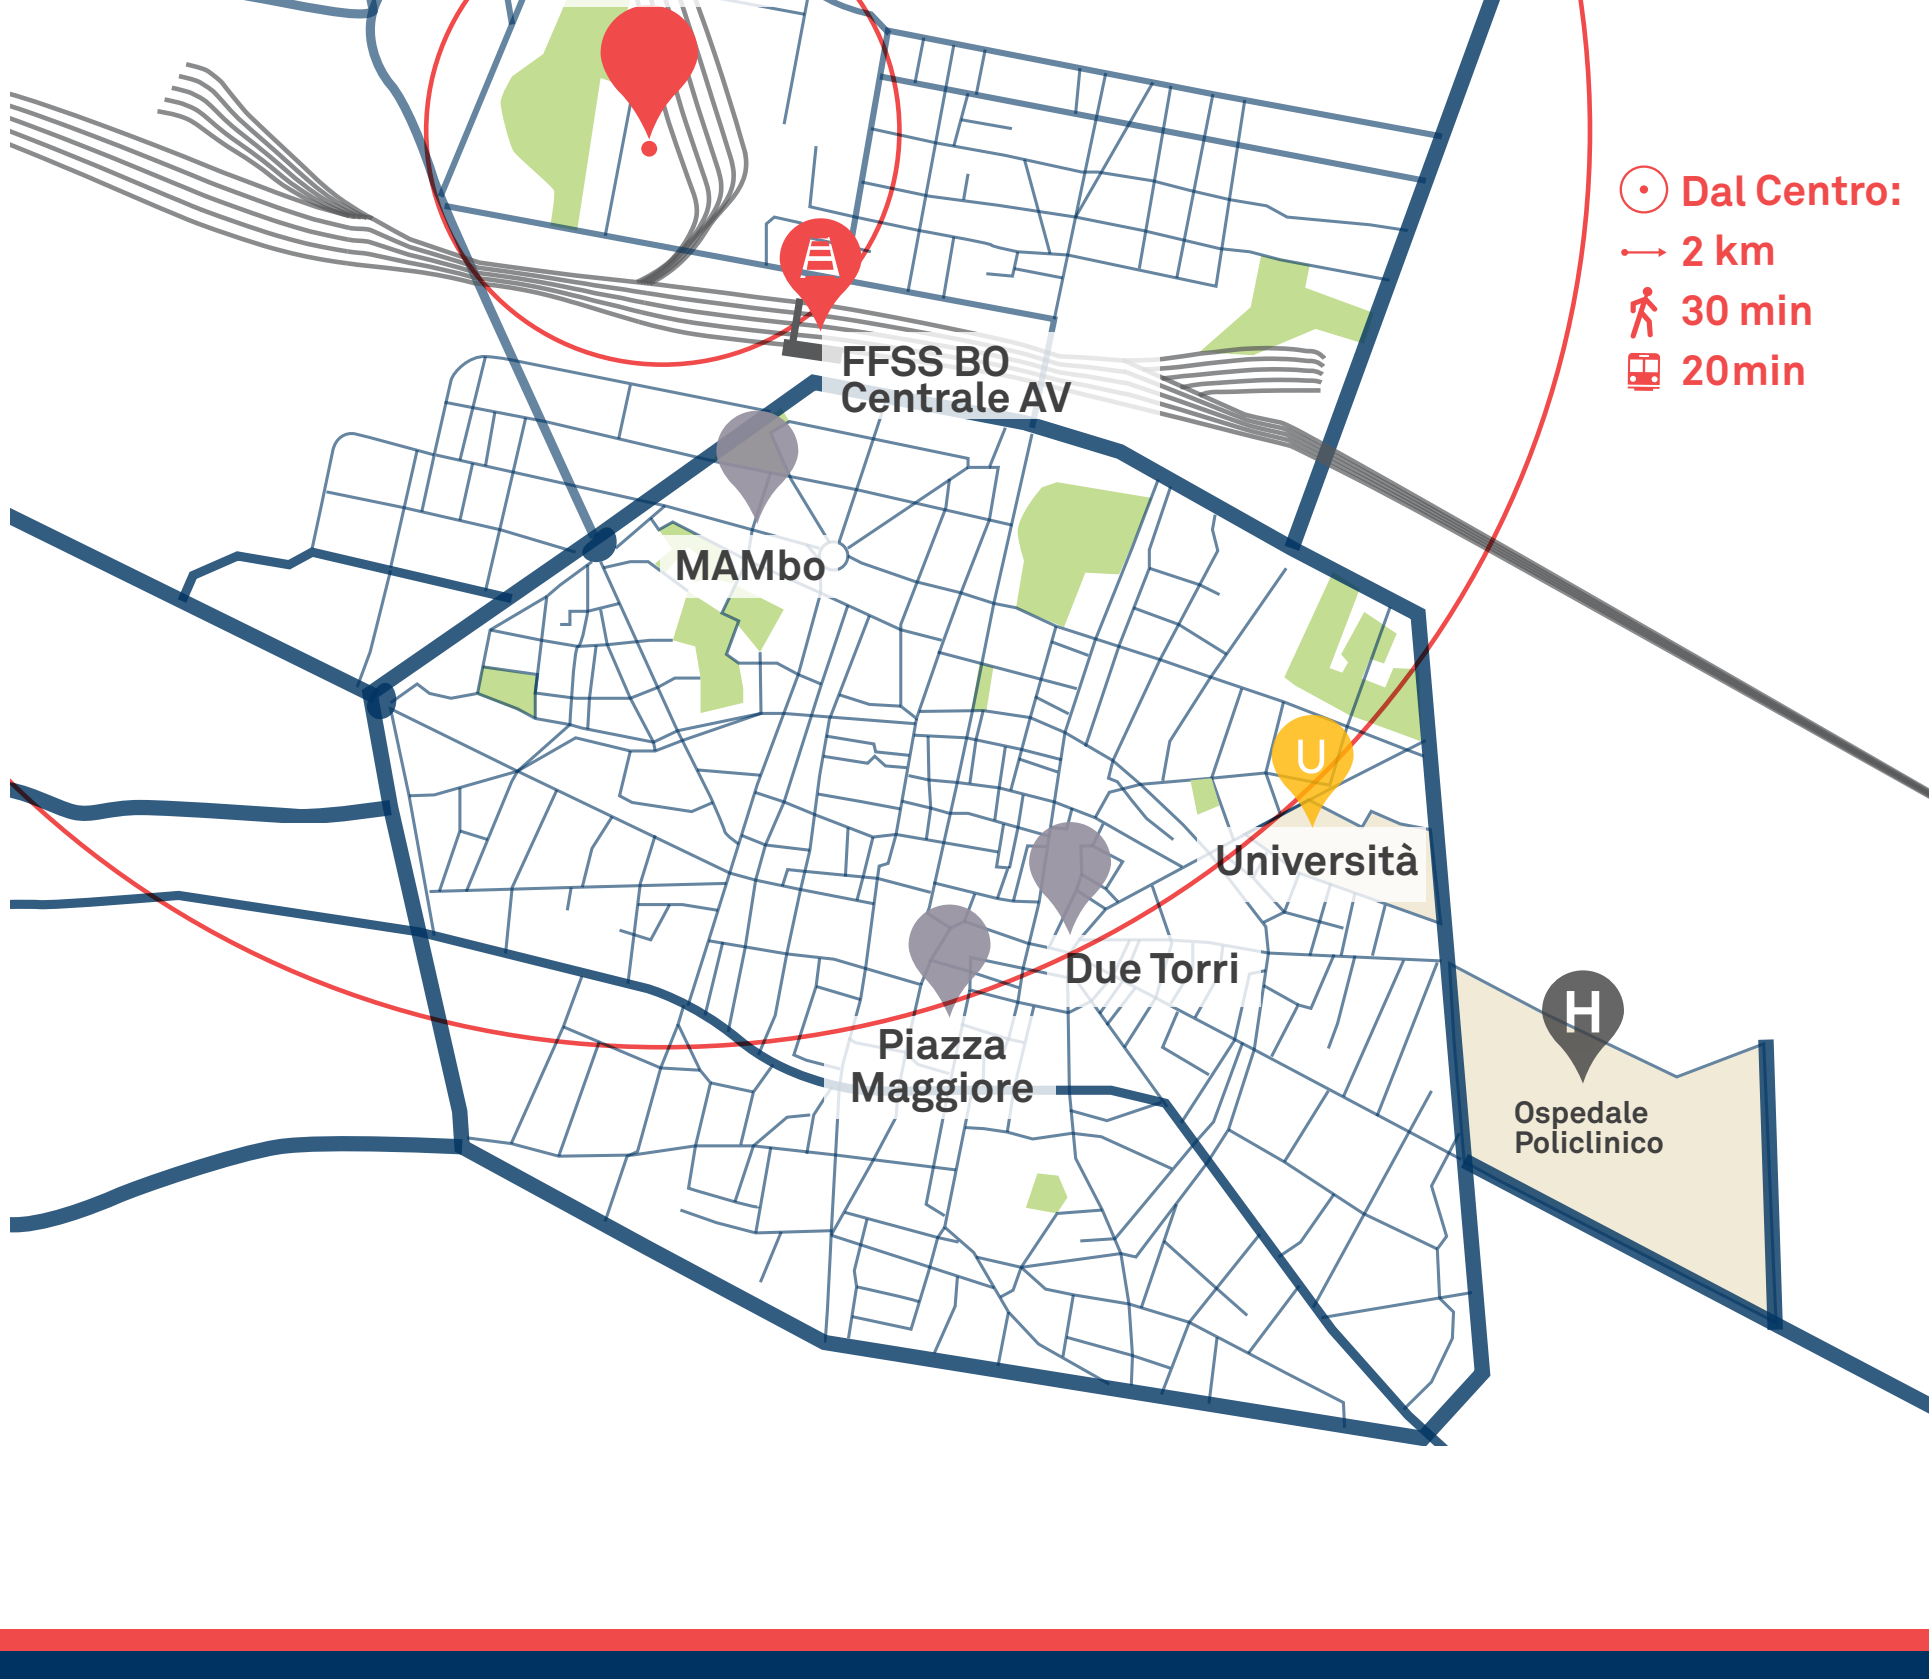 Dal Centro:
2 km
30 min
20min
FFSS BO
Centrale AV
MAMbo
U
Università
Due Torri
H
Piazza
Maggiore
Ospedale
Policlinico